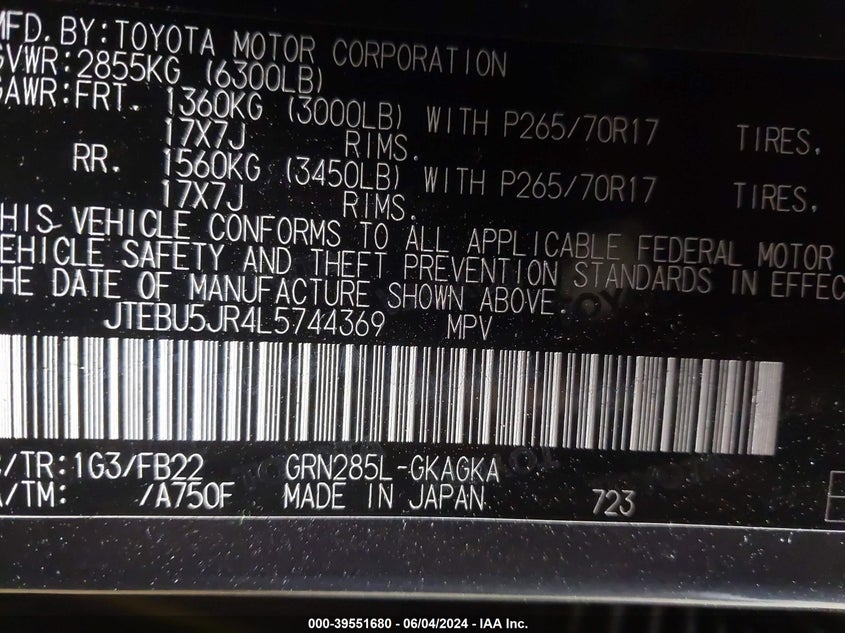 MFD. BY: TOYOTA MOTOR CORPORATION
GVWR: 2855KG (6300LB)
GAWR: FRT. 1360KG (3000LB) WITH P265/70R17 TIRES,
17X7J RIMS.
RR. 1560KG (3450LB) WITH P265/70R17 TIRES,
17X7J RIMS.
THIS VEHICLE CONFORMS TO ALL APPLICABLE FEDERAL MOTOR
VEHICLE SAFETY AND THEFT PREVENTION STANDARDS IN EFFEC
THE DATE OF MANUFACTURE SHOWN ABOVE.
JTEBU5JR4L5744369 MPV
C/TR: 1G3/FB22 GRN285L-GKAGKA
A/TM: /A750F MADE IN JAPAN 723
000-39551680 - 06/04/2024 - IAA Inc.